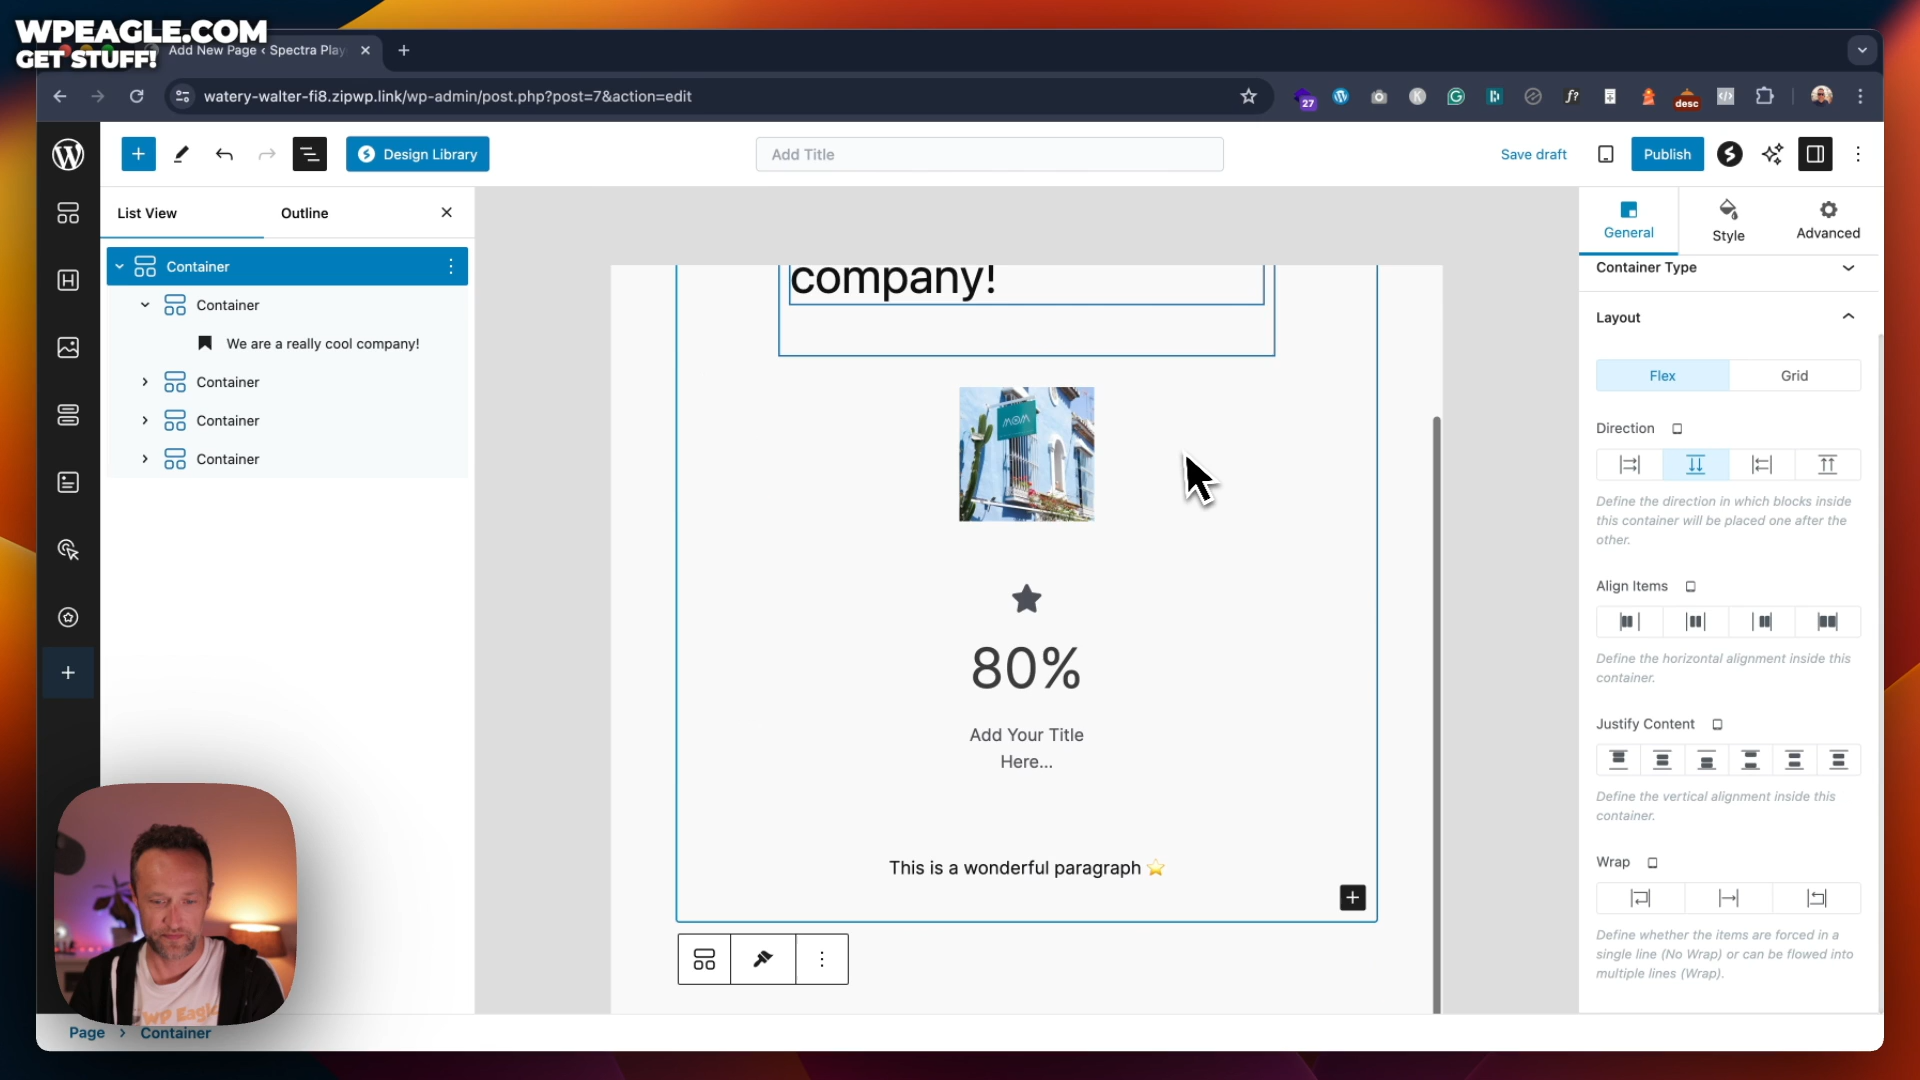 WPEAGLE.COM
GET STUFF!
Add New Page ‹ Spectra Play
watery-walter-fi8.zipwp.link/wp-admin/post.php?post=7&action=edit
27
desc
Design Library
Add Title
Save draft
Publish
List View
Outline
Container
Container
We are a really cool company!
Container
Container
Container
company!
MOM
80%
Add Your Title
Here...
This is a wonderful paragraph ⭐
General
Style
Advanced
Container Type
Layout
Flex
Grid
Direction
Define the direction in which blocks inside
this container will be placed one after the
other.
Align Items
Define the horizontal alignment inside this
container.
Justify Content
Define the vertical alignment inside this
container.
Wrap
Define whether the items are forced in a
single line (No Wrap) or can be flowed into
multiple lines (Wrap).
WP Eagle
Page › Container